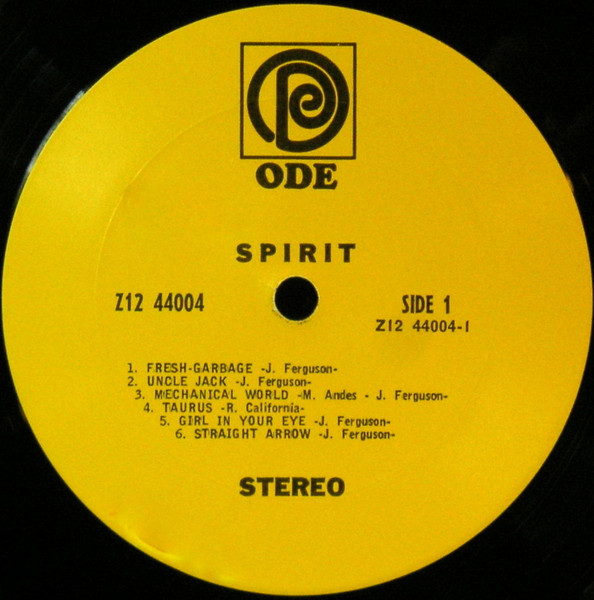 ODE
SPIRIT
Z12 44004
SIDE 1
Z12 44004-1
1. FRESH-GARBAGE -J. Ferguson-
2. UNCLE JACK -J. Ferguson-
3. MECHANICAL WORLD -M. Andes - J. Ferguson-
4. TAURUS -R. California-
5. GIRL IN YOUR EYE -J. Ferguson-
6. STRAIGHT ARROW -J. Ferguson-
STEREO